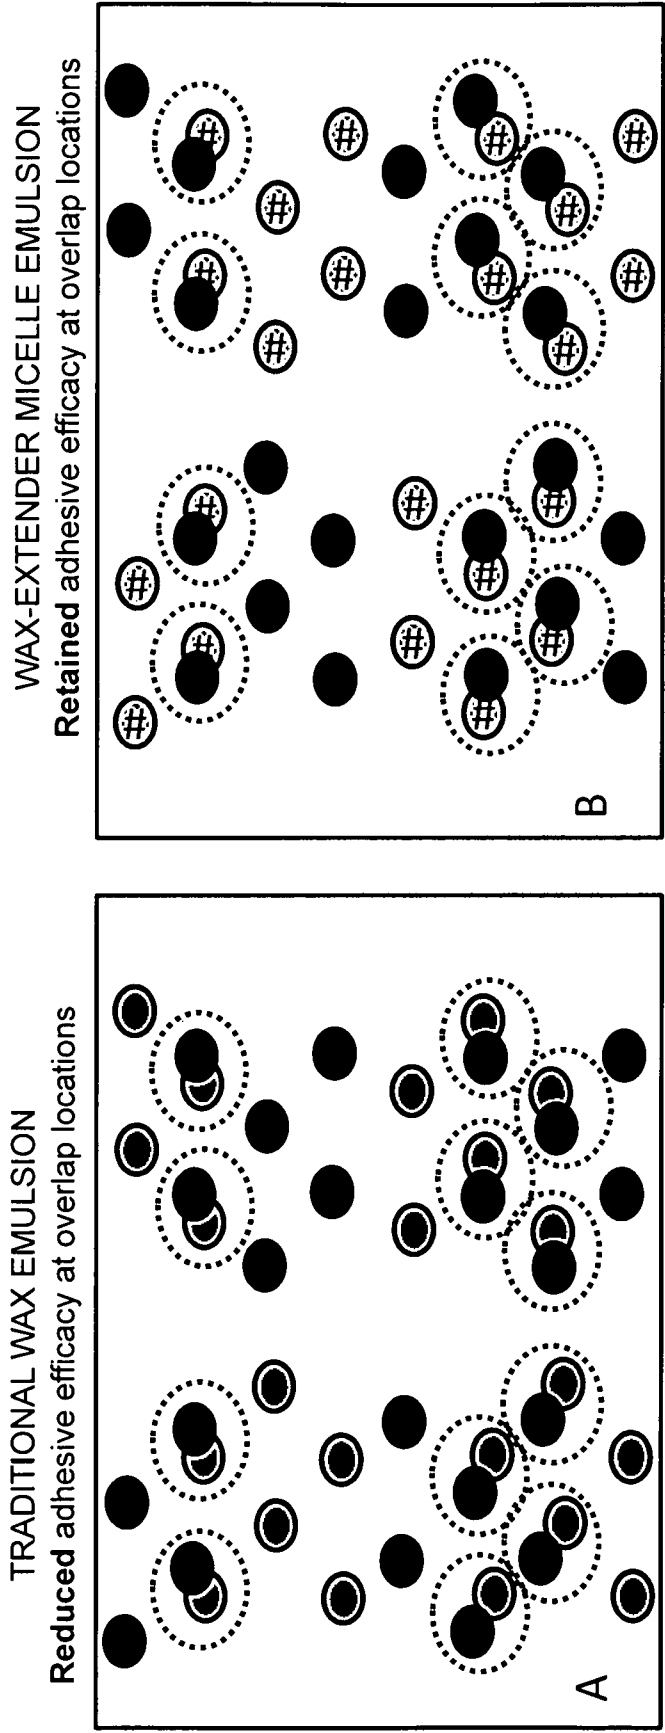 TRADITIONAL WAX EMULSION
Reduced adhesive efficacy at overlap locations
A
WAX-EXTENDER MICELLE EMULSION
Retained adhesive efficacy at overlap locations
# # # # # # # # # # # # # # # # # # # # # # # #
B